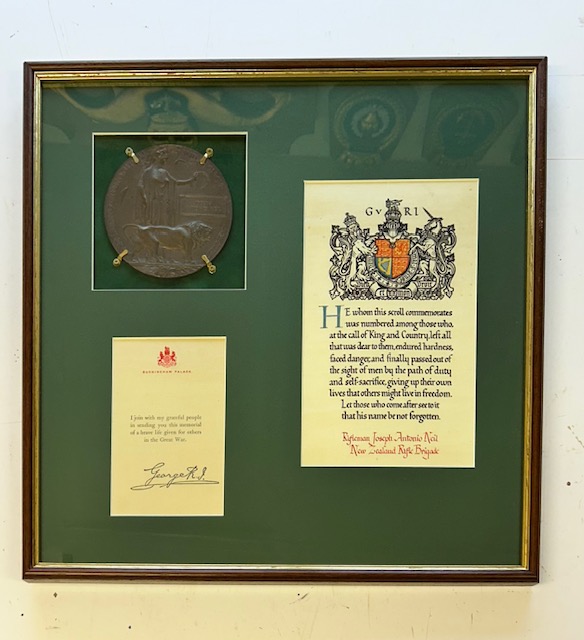 BUCKINGHAM PALACE
I join with my grateful people
in sending you this memorial
of a brave life given for others
in the Great War.
George R.I.
GVRI
HE whom this scroll commemorates
was numbered among those who,
at the call of King and Country, left all
that was dear to them, endured hardness,
faced danger, and finally passed out of
the sight of men by the path of duty
and self-sacrifice, giving up their own
lives that others might live in freedom.
Let those who come after see to it
that his name be not forgotten.
Rifleman Joseph Antonio Neil
New Zealand Rifle Brigade